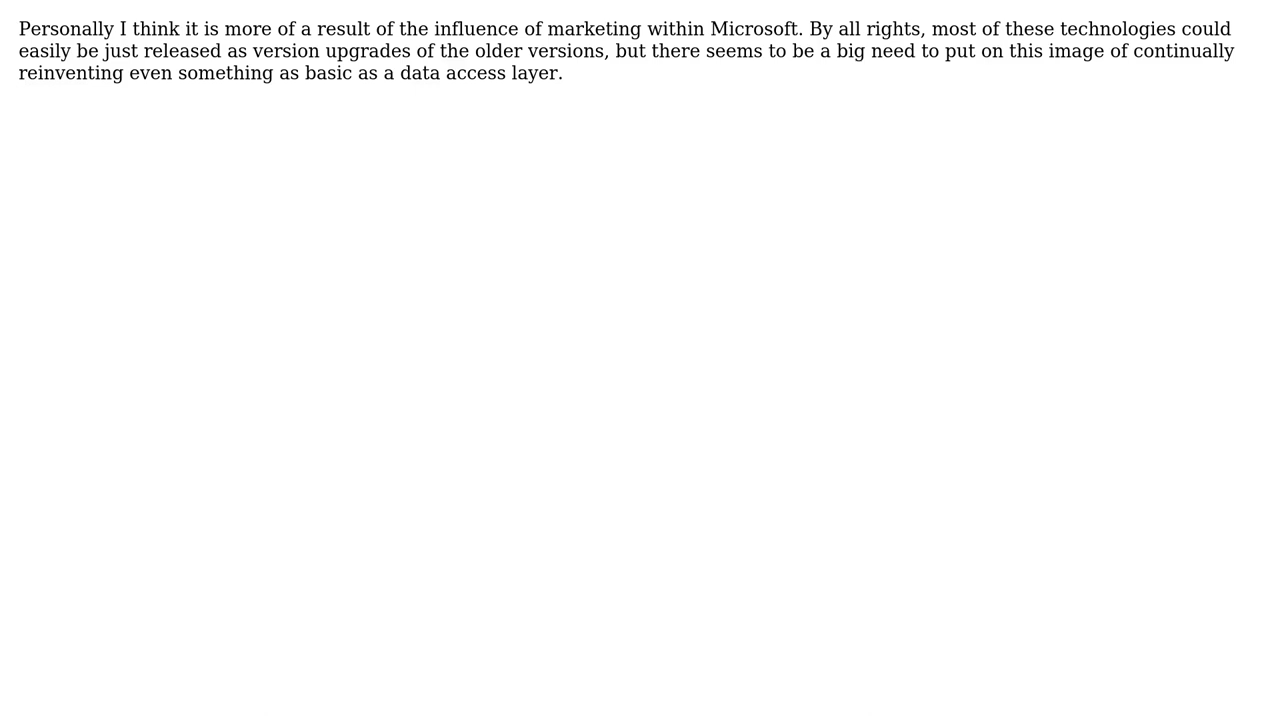 Personally I think it is more of a result of the influence of marketing within Microsoft. By all rights, most of these technologies could
easily be just released as version upgrades of the older versions, but there seems to be a big need to put on this image of continually
reinventing even something as basic as a data access layer.